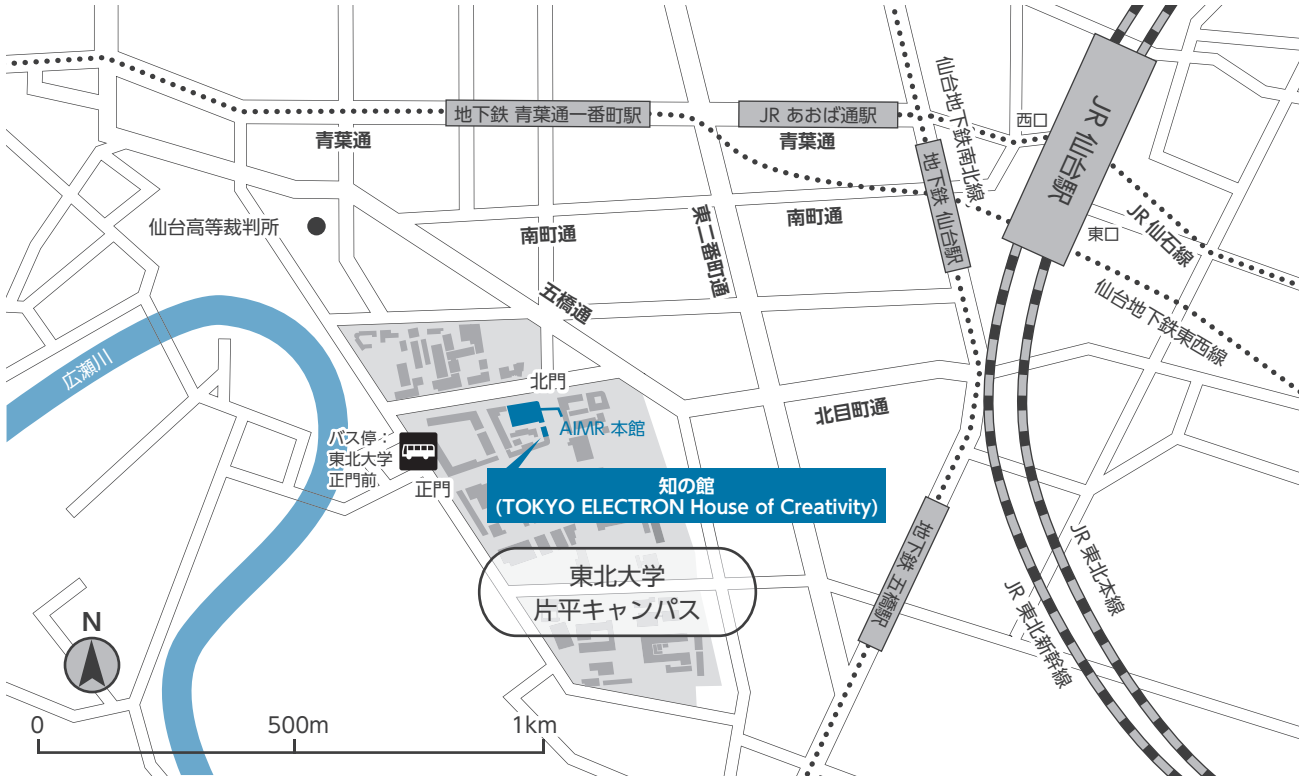 仙台地下鉄南北線
JR 仙台駅
地下鉄 青葉通一番町駅
JR あおば通駅
西口
青葉通
青葉通
地下鉄 仙台駅
仙台高等裁判所
南町通
南町通
東二番町通
東口
JR 仙石線
五橋通
仙台地下鉄東西線
広瀬川
北門
北目町通
AIMR 本館
バス停：
東北大学
正門前
正門
知の館
(TOKYO ELECTRON House of Creativity)
地下鉄 五橋駅
JR 東北本線
JR 東北新幹線
東北大学
片平キャンパス
N
0
500m
1km